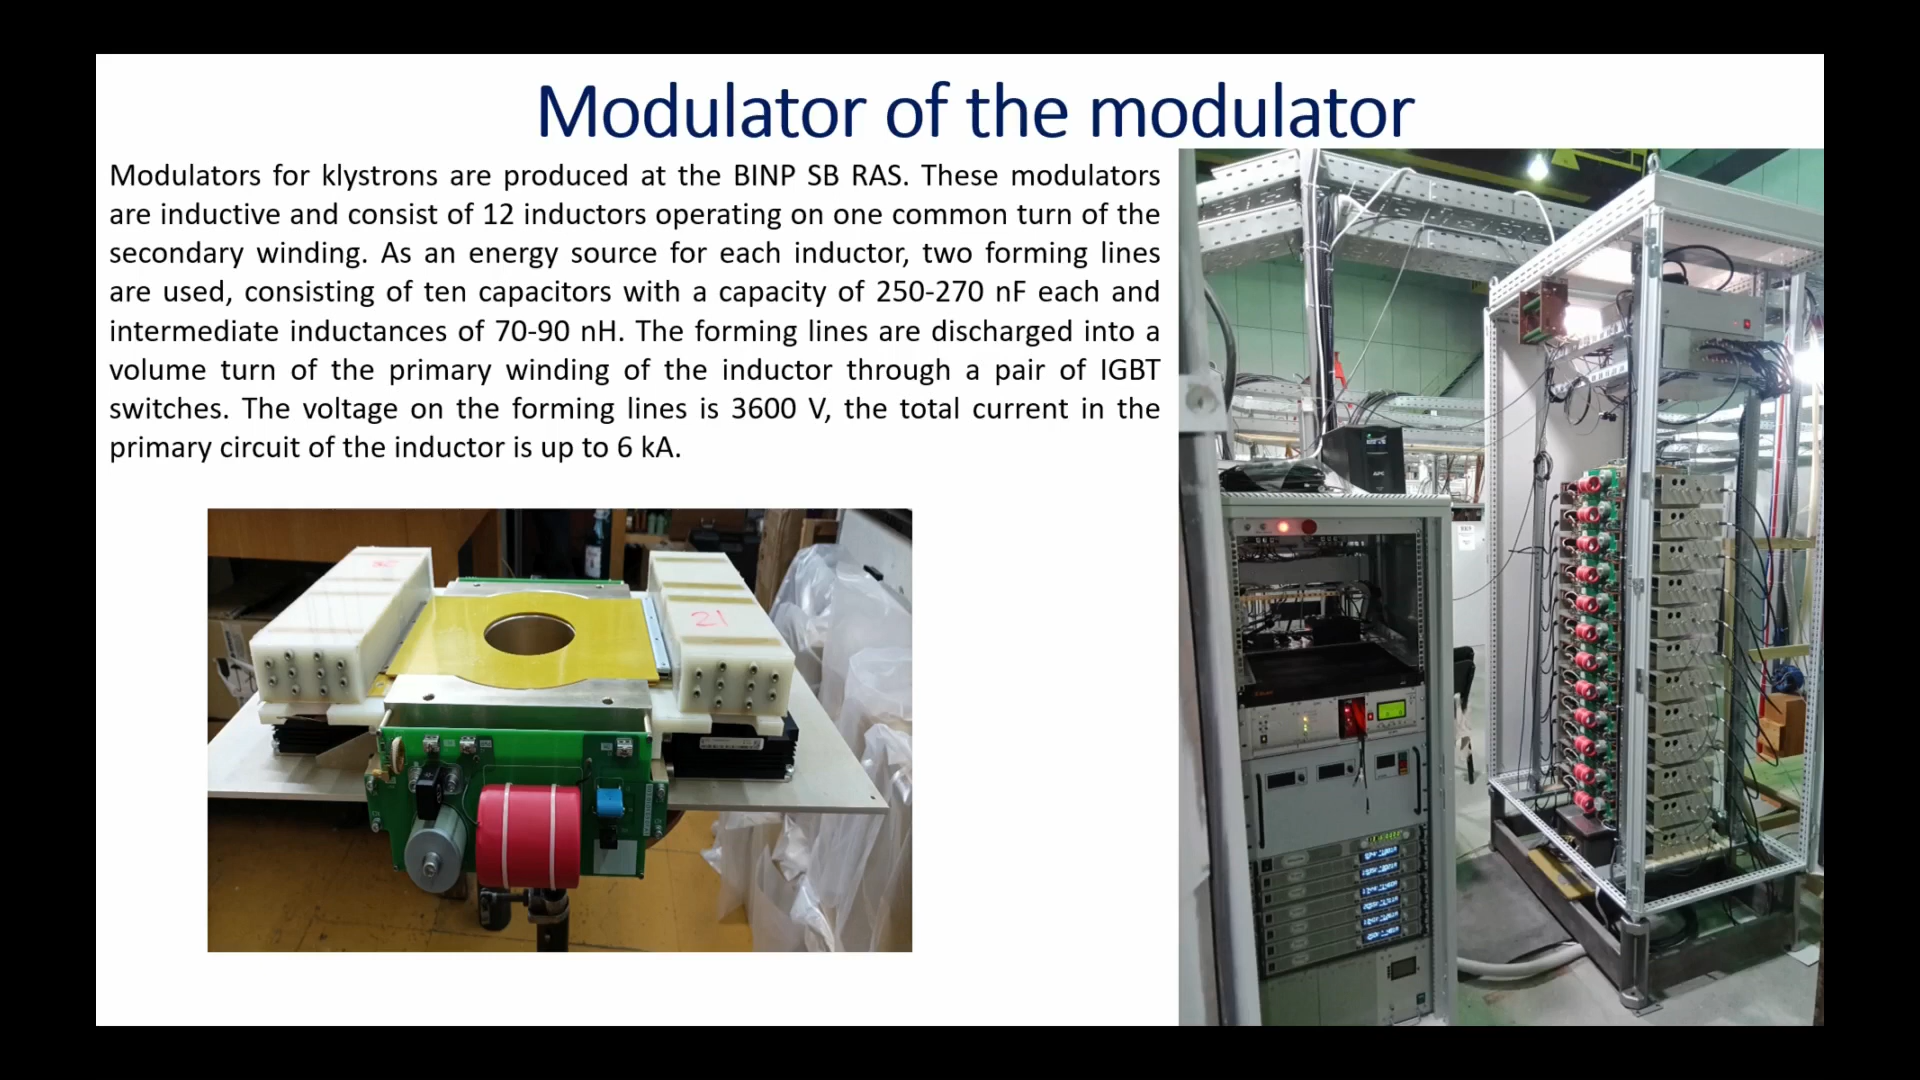 Modulator of the modulator
Modulators for klystrons are produced at the BINP SB RAS. These modulators
are inductive and consist of 12 inductors operating on one common turn of the
secondary winding. As an energy source for each inductor, two forming lines
are used, consisting of ten capacitors with a capacity of 250-270 nF each and
intermediate inductances of 70-90 nH. The forming lines are discharged into a
volume turn of the primary winding of the inductor through a pair of IGBT
switches. The voltage on the forming lines is 3600 V, the total current in the
primary circuit of the inductor is up to 6 kA.
21
APC